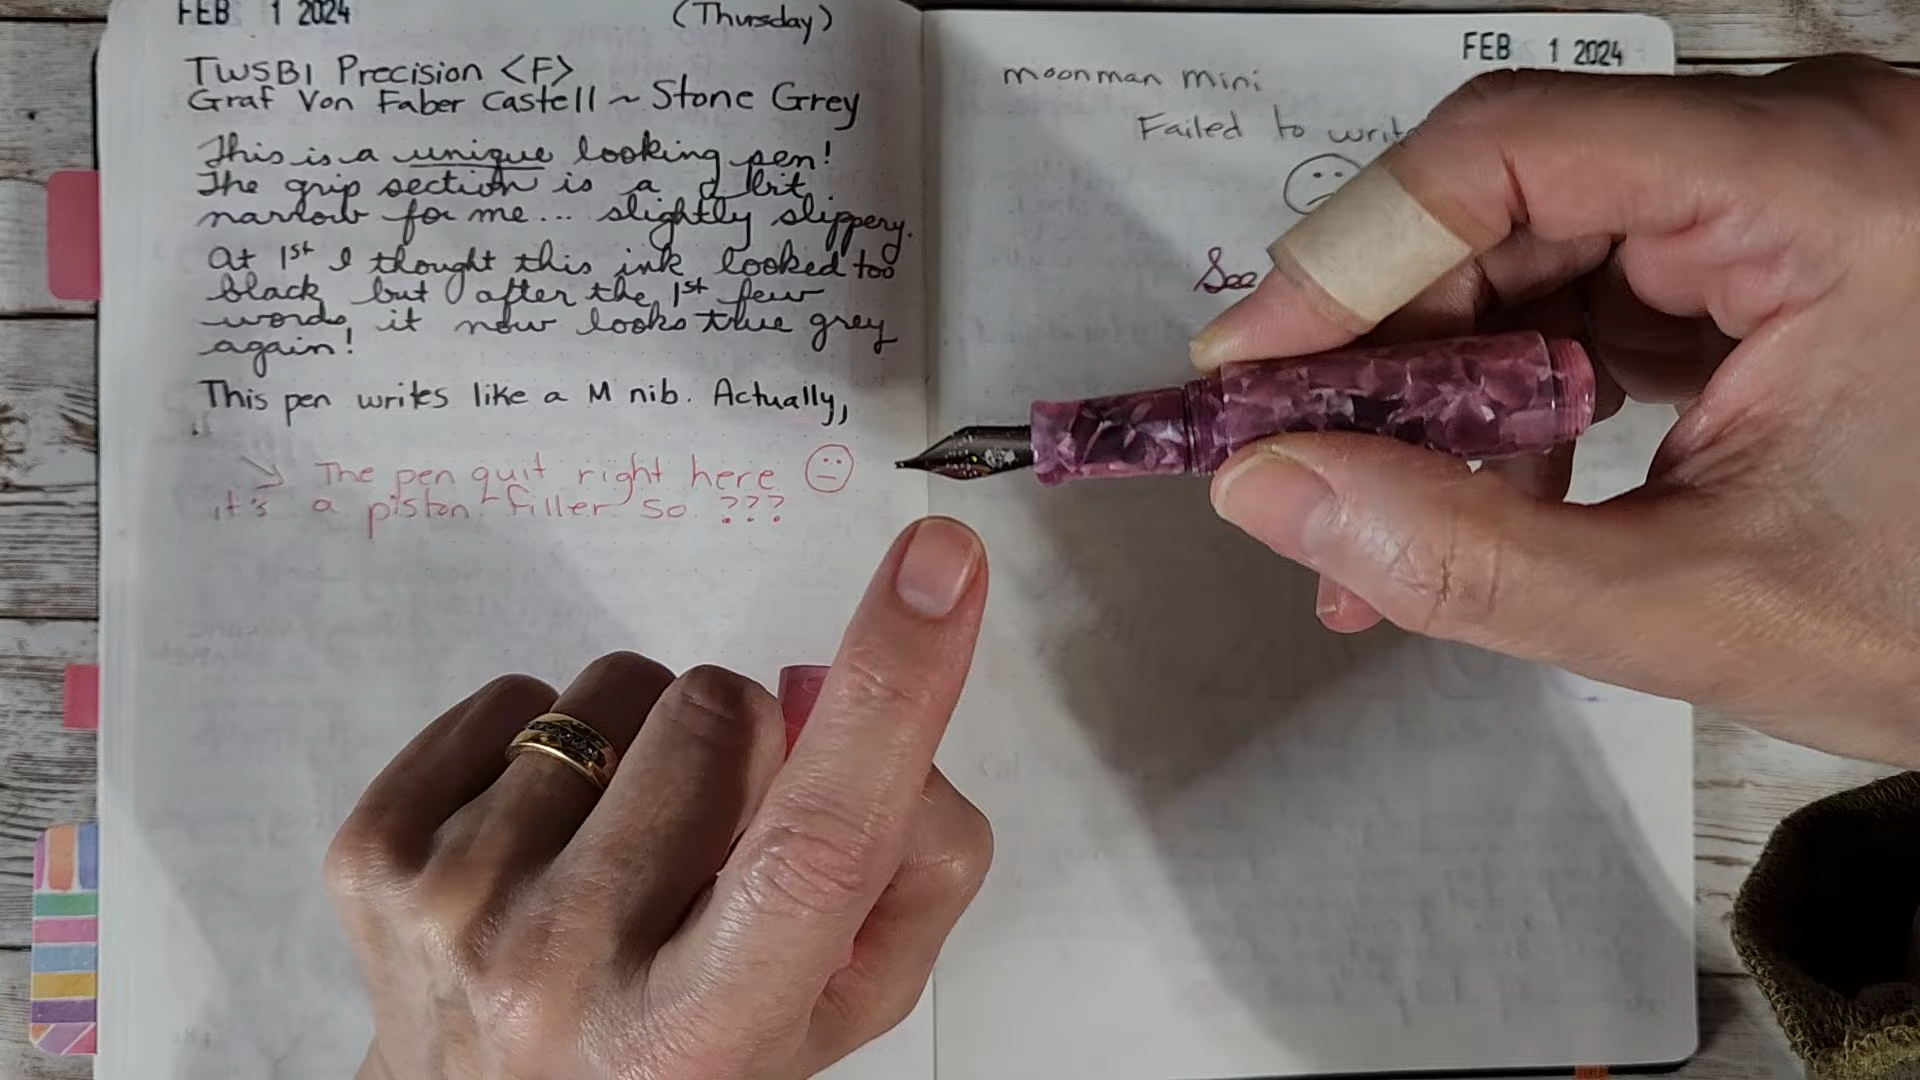 FEB 1 2024
(Thursday)
TWSBI Precision <F>
Graf Von Faber Castell ~ Stone Grey
This is a unique looking pen!
The grip section is a bit
narrow for me... slightly slippery.
At 1st I thought this ink looked too
black but after the 1st few
words, it now looks true grey
again!
This pen writes like a M nib. Actually,
The pen quit right here
it's a piston-filler so ???
FEB 1 2024
moonman mini
Failed to write
See